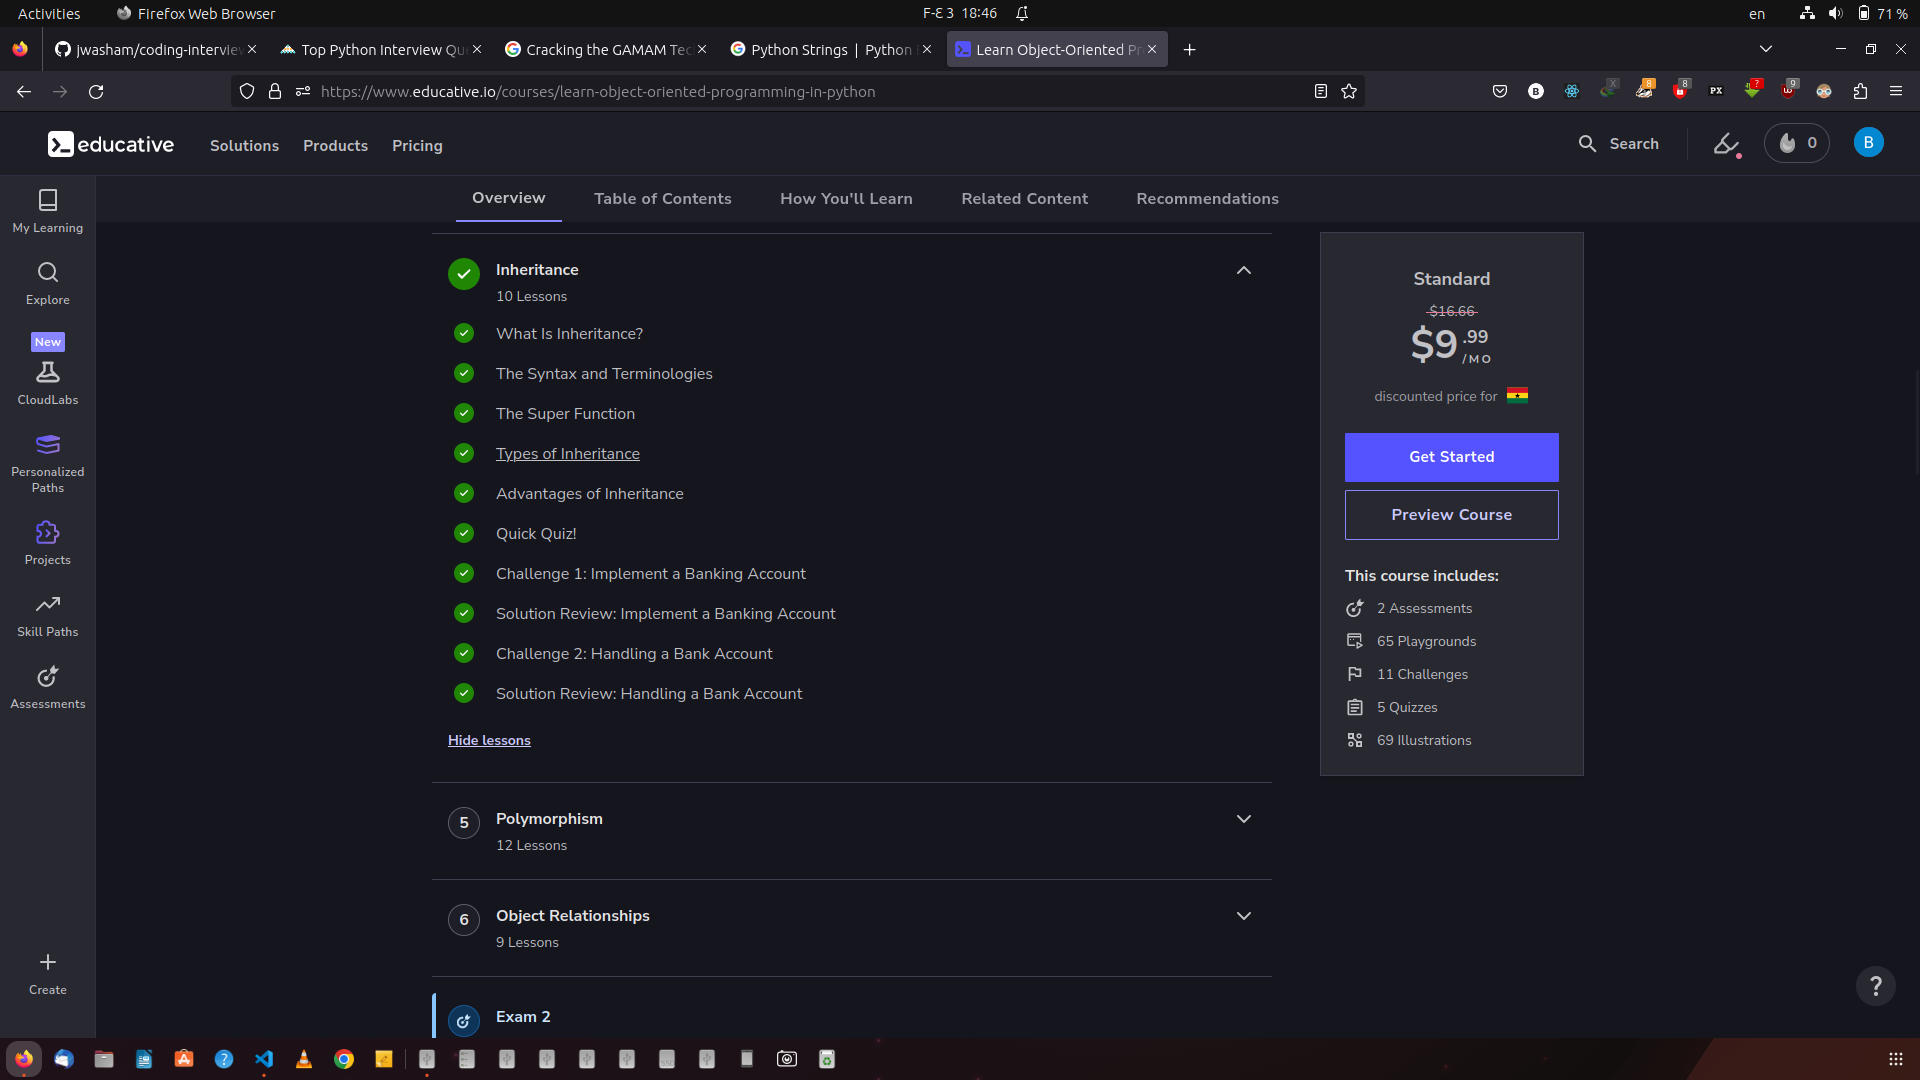 Activities
Firefox Web Browser
F-Ɛ 3 18:46
en
71 %
jwasham/coding-intervie
Top Python Interview Qu
Cracking the GAMAM Tec
Python Strings | Python
Learn Object-Oriented Pr
https://www.educative.io/courses/learn-object-oriented-programming-in-python
educative
Solutions
Products
Pricing
Search
0
B
My Learning
Explore
New
CloudLabs
Personalized
Paths
Projects
Skill Paths
Assessments
Create
Overview
Table of Contents
How You'll Learn
Related Content
Recommendations
Inheritance
10 Lessons
What Is Inheritance?
The Syntax and Terminologies
The Super Function
Types of Inheritance
Advantages of Inheritance
Quick Quiz!
Challenge 1: Implement a Banking Account
Solution Review: Implement a Banking Account
Challenge 2: Handling a Bank Account
Solution Review: Handling a Bank Account
Hide lessons
5
Polymorphism
12 Lessons
6
Object Relationships
9 Lessons
Exam 2
Standard
$16.66
$9.99
/MO
discounted price for
Get Started
Preview Course
This course includes:
2 Assessments
65 Playgrounds
11 Challenges
5 Quizzes
69 Illustrations
?